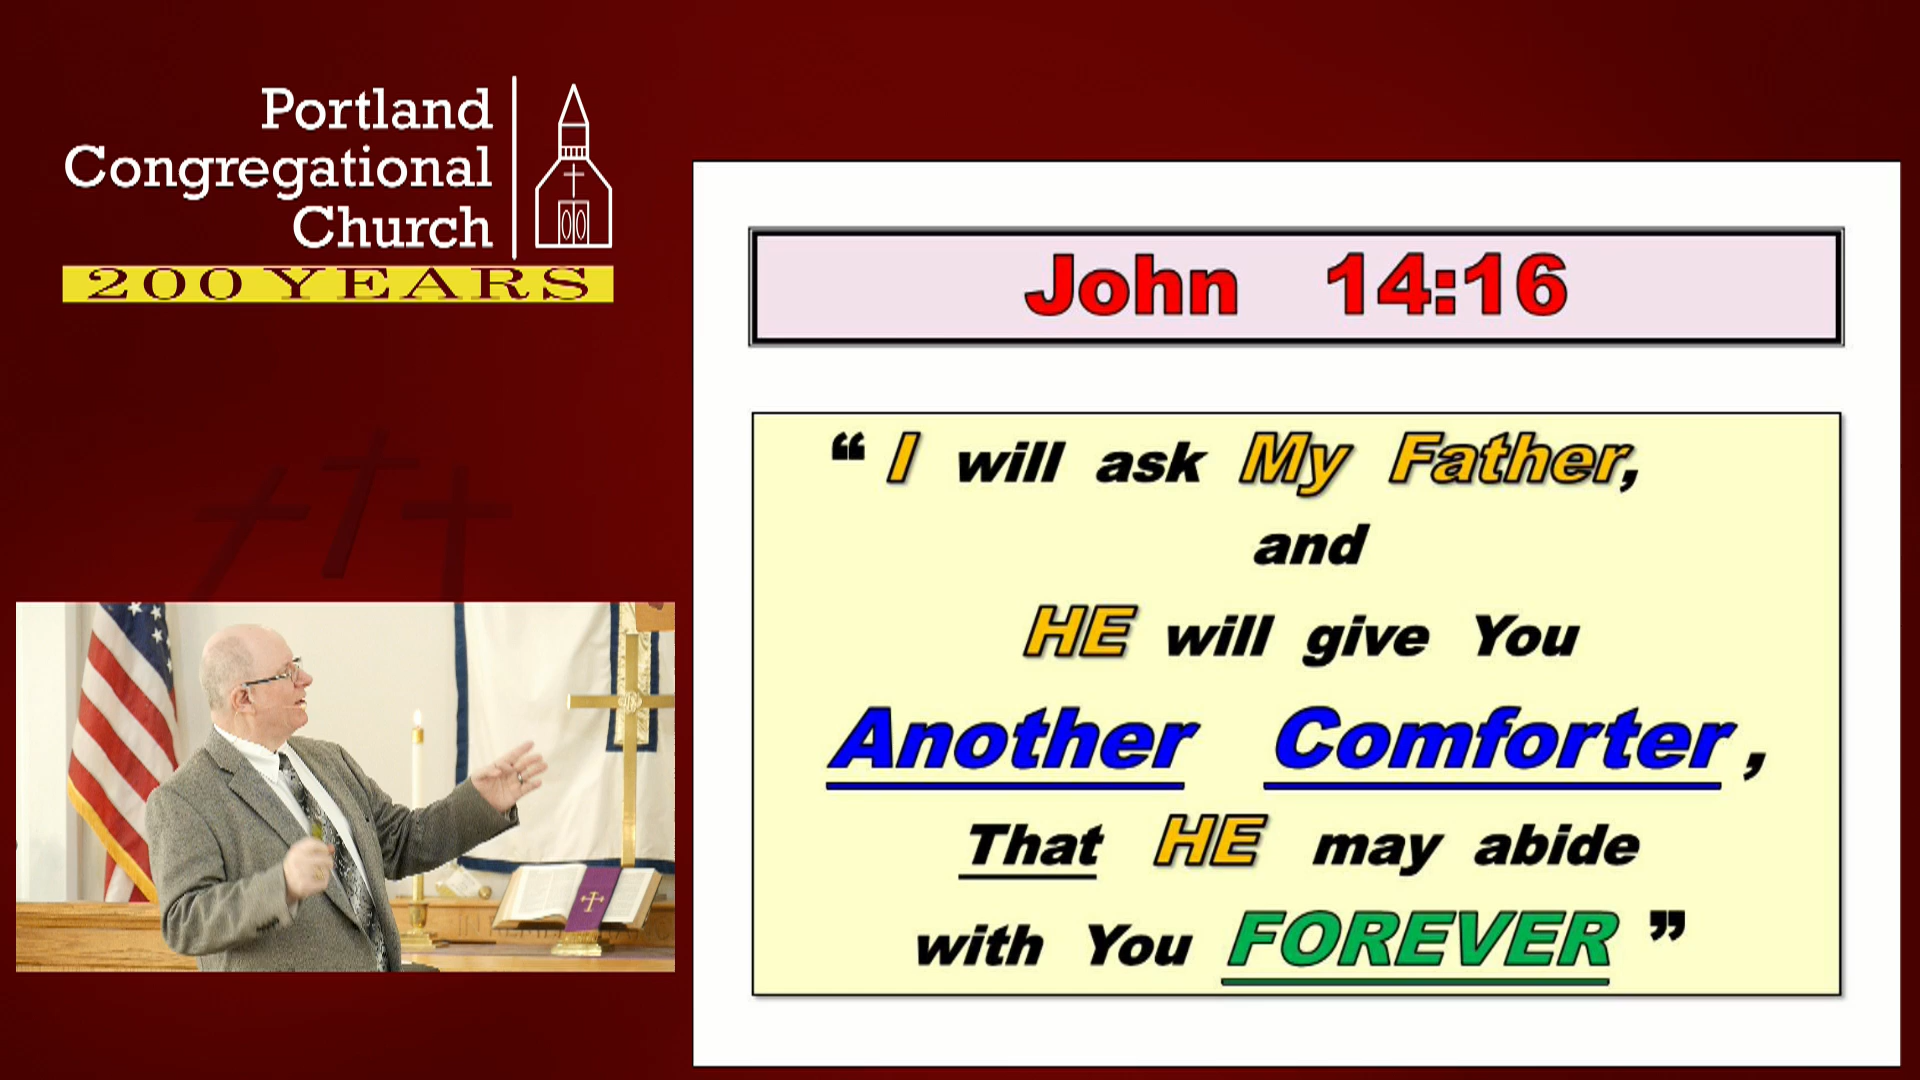 Portland
Congregational
Church
200 YEARS
John 14:16
“ I will ask My Father,
and
HE will give You
Another Comforter ,
That HE may abide
with You FOREVER ”